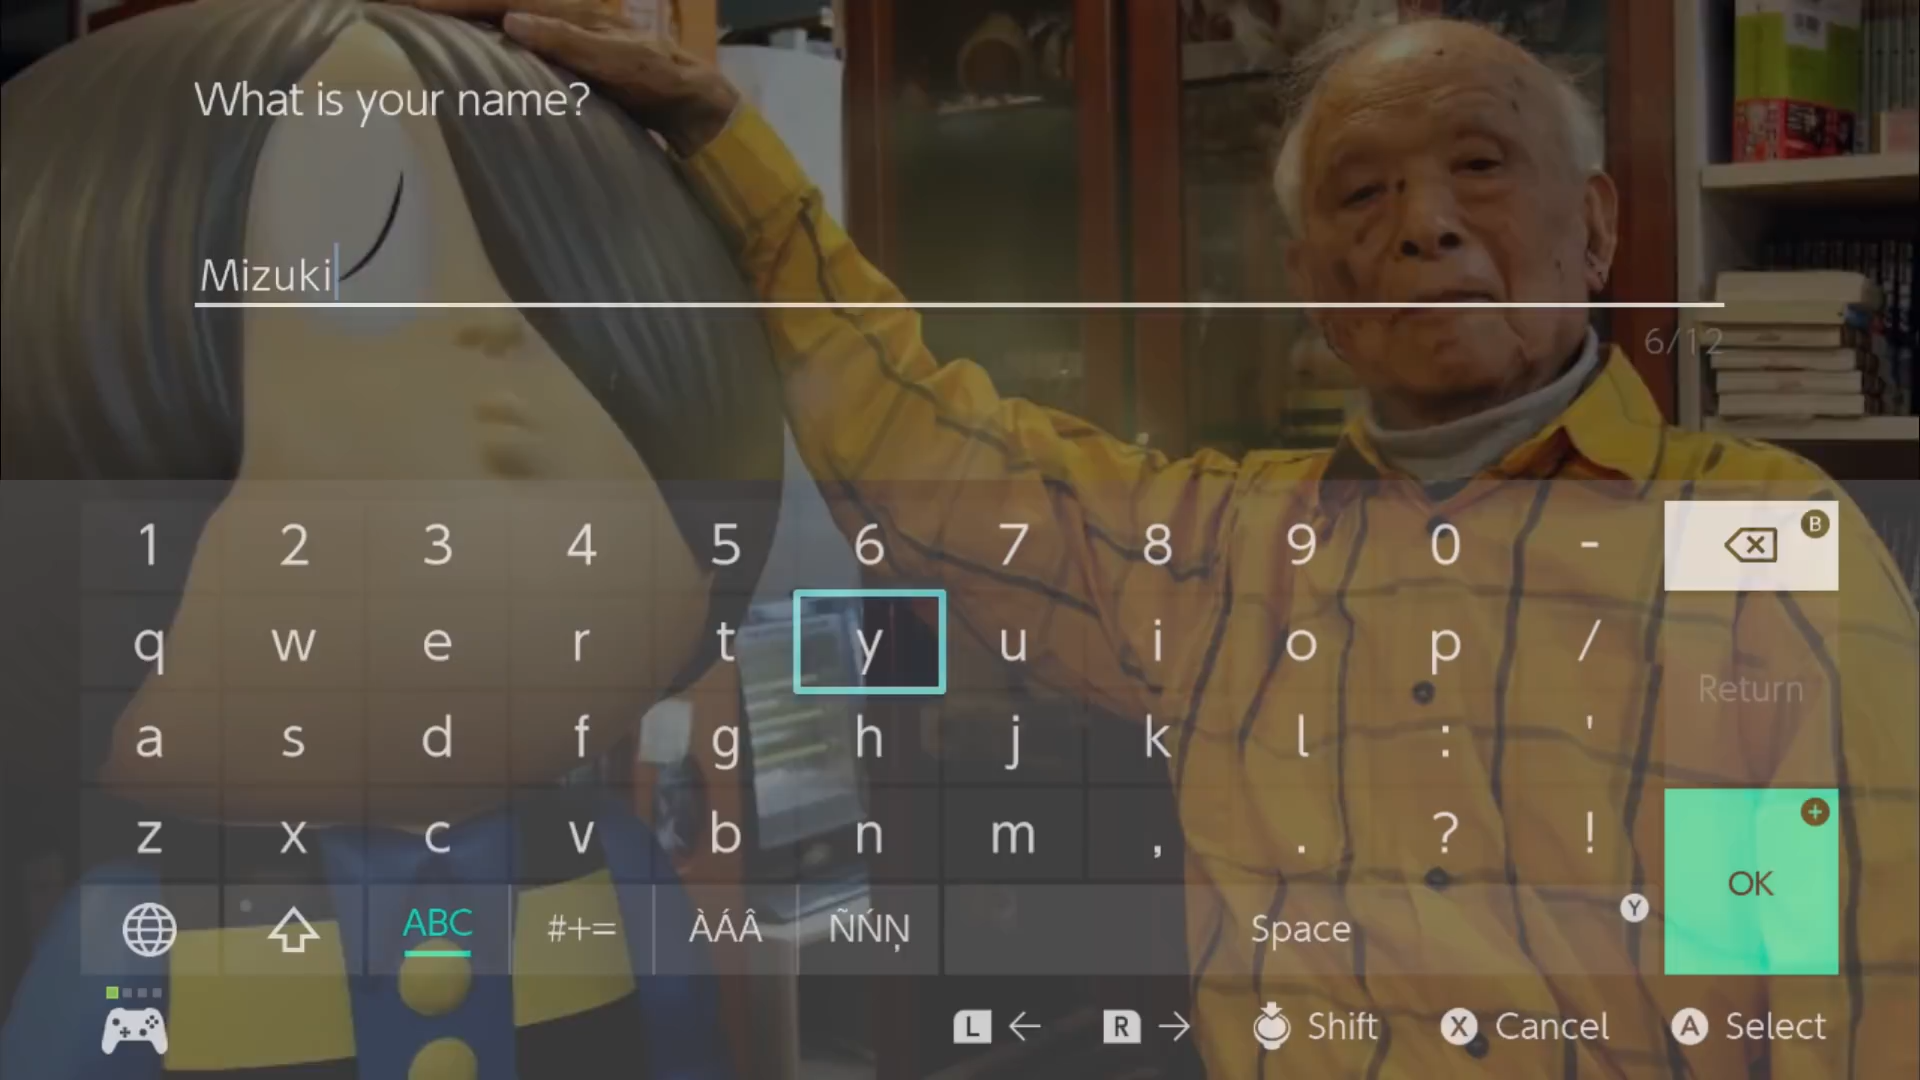 What is your name?
Mizuki
6/12
1 2 3 4 5 6 7 8 9 0 - B
q w e r t y u i o p / Return
a s d f g h j k l : '
z x c v b n m , . ? ! + OK
ABC #+= ÀÁÂ ÑŃŅ Space Y
L ← R → Shift X Cancel A Select